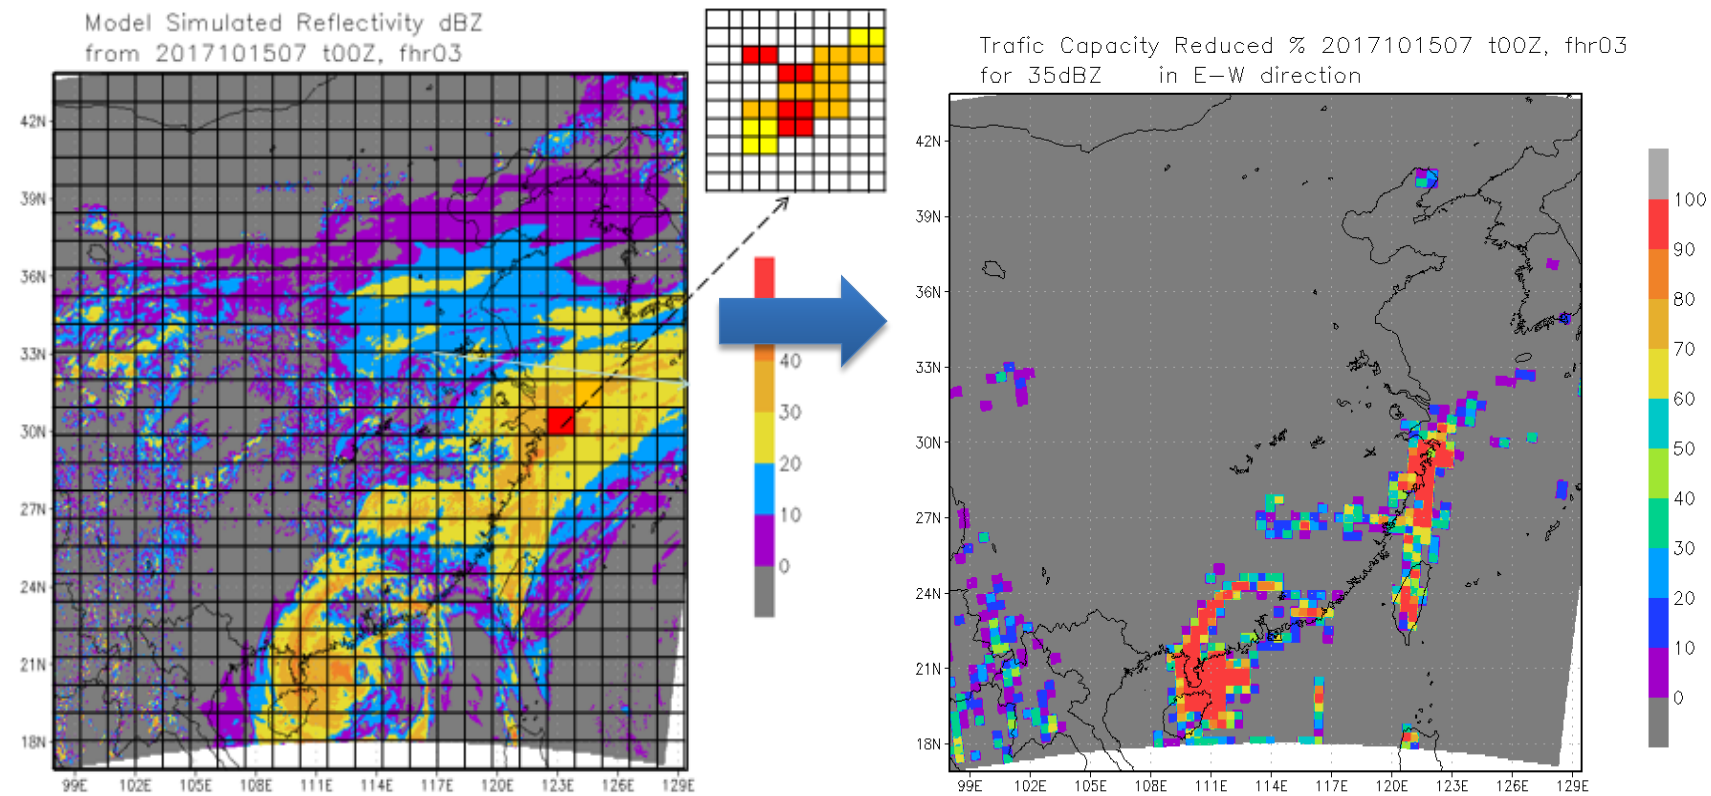 Model Simulated Reflectivity dBZ
from 2017101507 t00Z, fhr03
42N
39N
36N
33N
30N
27N
24N
21N
18N
99E 102E 105E 108E 111E 114E 117E 120E 123E 126E 129E
40
30
20
10
0
Trafic Capacity Reduced % 2017101507 t00Z, fhr03
for 35dBZ in E-W direction
42N
39N
36N
33N
30N
27N
24N
21N
18N
99E 102E 105E 108E 111E 114E 117E 120E 123E 126E 129E
100
90
80
70
60
50
40
30
20
10
0